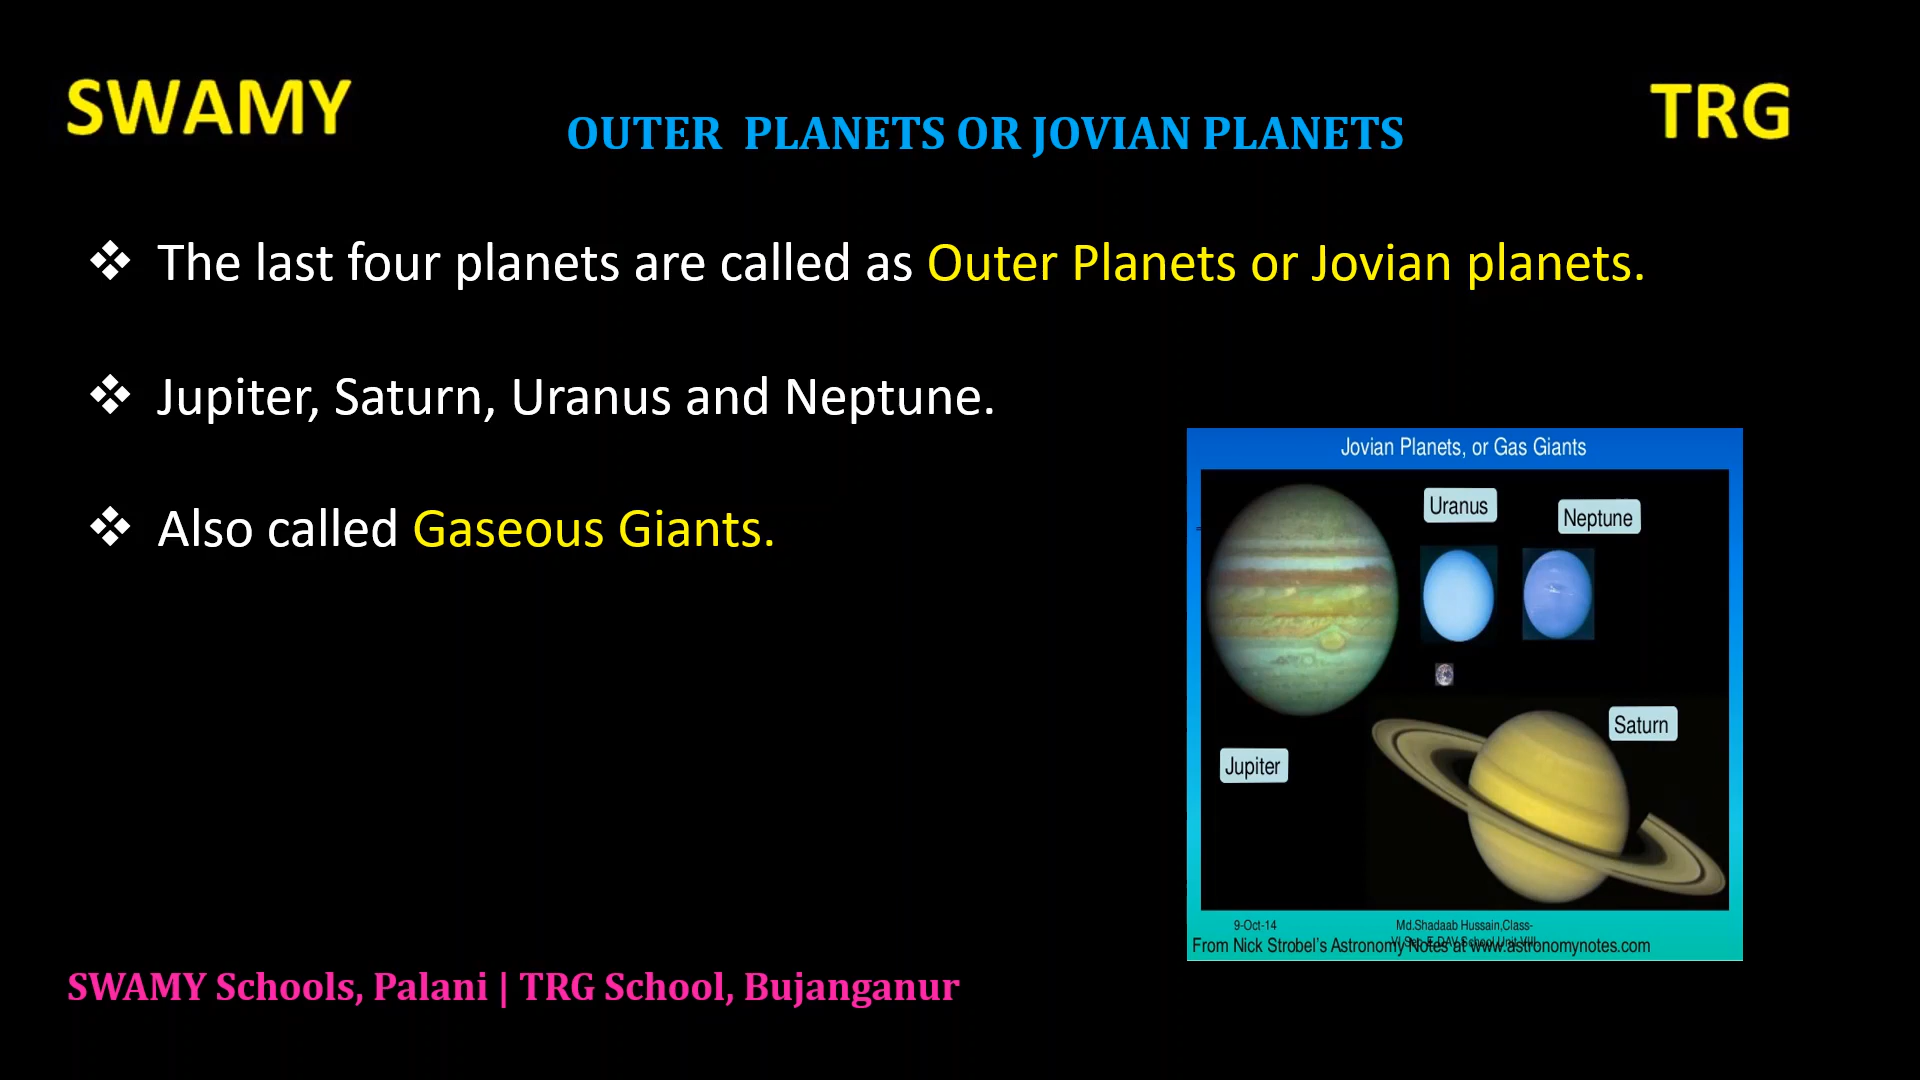 SWAMY
OUTER PLANETS OR JOVIAN PLANETS
TRG
❖ The last four planets are called as Outer Planets or Jovian planets.
❖ Jupiter, Saturn, Uranus and Neptune.
❖ Also called Gaseous Giants.
Jovian Planets, or Gas Giants
Uranus
Neptune
Saturn
Jupiter
9-Oct-14
Md.Shadaab Hussain,Class-
From Nick Strobel's Astronomy Notes at www.astronomynotes.com
SWAMY Schools, Palani | TRG School, Bujanganur